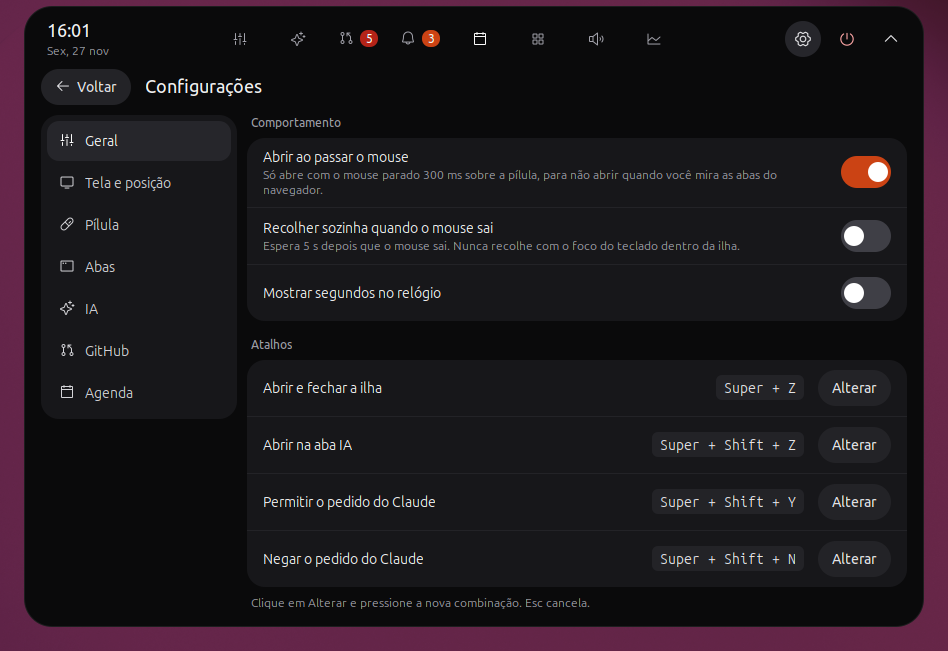 16:01
Sex, 27 nov
5
3
Voltar
Configurações
Geral
Tela e posição
Pílula
Abas
IA
GitHub
Agenda
Comportamento
Abrir ao passar o mouse
Só abre com o mouse parado 300 ms sobre a pílula, para não abrir quando você mira as abas do
navegador.
Recolher sozinha quando o mouse sai
Espera 5 s depois que o mouse sai. Nunca recolhe com o foco do teclado dentro da ilha.
Mostrar segundos no relógio
Atalhos
Abrir e fechar a ilha
Super + Z
Alterar
Abrir na aba IA
Super + Shift + Z
Alterar
Permitir o pedido do Claude
Super + Shift + Y
Alterar
Negar o pedido do Claude
Super + Shift + N
Alterar
Clique em Alterar e pressione a nova combinação. Esc cancela.